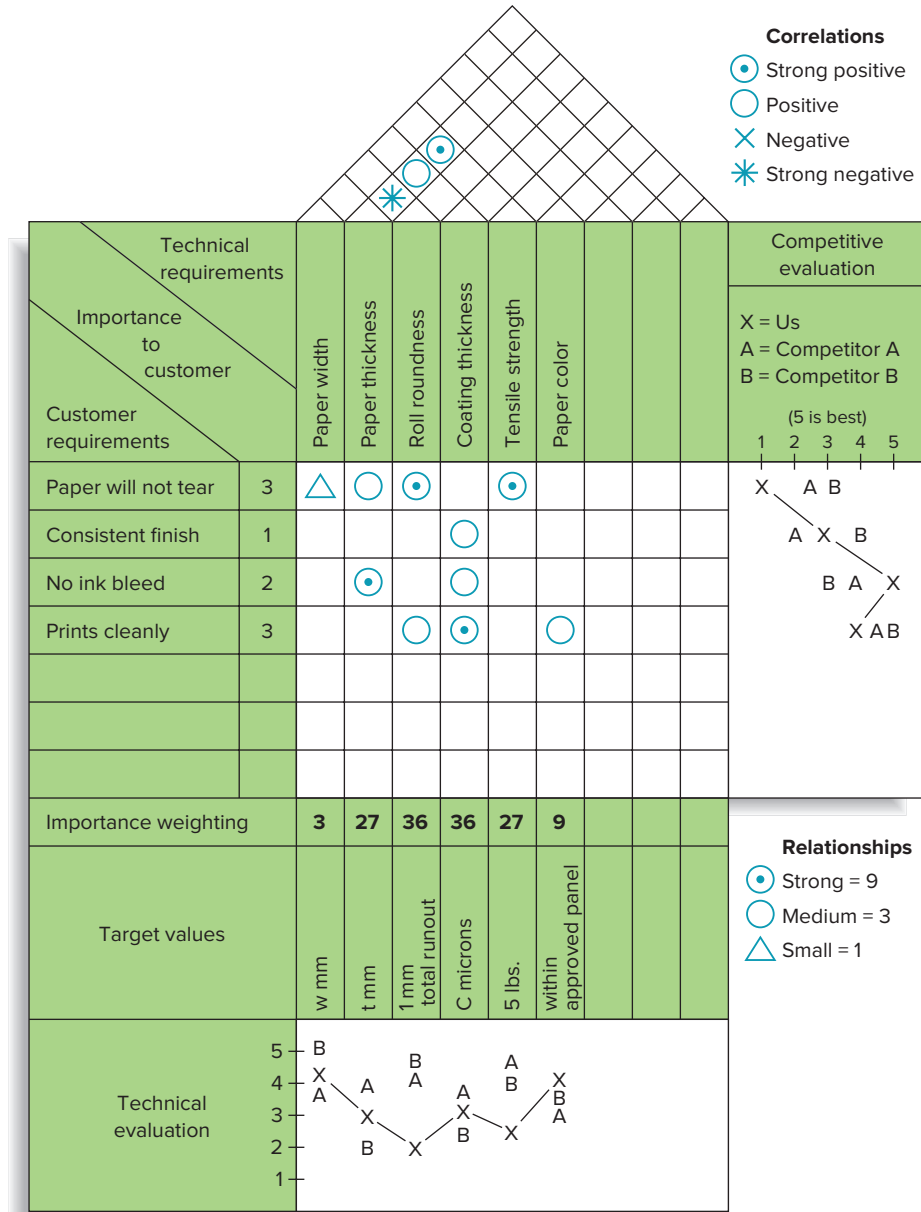 Correlations
Strong positive
Positive
Negative
Strong negative
Technical
requirements
Importance
to
customer
Customer
requirements
Paper width
Paper thickness
Roll roundness
Coating thickness
Tensile strength
Paper color
Competitive
evaluation
X = Us
A = Competitor A
B = Competitor B
(5 is best)
1 2 3 4 5
Paper will not tear 3 X A B
Consistent finish 1 A X B
No ink bleed 2 B A X
Prints cleanly 3 X A B
Importance weighting 3 27 36 36 27 9
Relationships
Strong = 9
Medium = 3
Small = 1
Target values
w mm
t mm
1 mm
total runout
C microns
5 lbs.
within
approved panel
Technical
evaluation
5
4
3
2
1
B
X
A
A
X
B
B
A
X
A
X
B
A
B
X
X
B
A